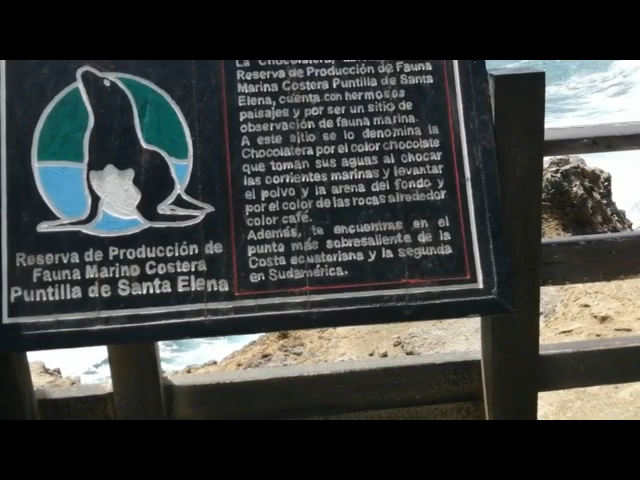 Reserva de Producción de
Fauna Marino Costera
Puntilla de Santa Elena
La Chocolatera,
Reserva de Producción de Fauna
Marina Costera Puntilla de Santa
Elena, cuenta con hermosos
paisajes y por ser un sitio de
observación de fauna marina.
A este sitio se lo denomina la
Chocolatera por el color chocolate
que toman sus aguas al chocar
las corrientes marinas y levantar
el polvo y la arena del fondo y
por el color de las rocas alrededor
color café.
Además, te encuentras en el
punto más sobresaliente de la
Costa ecuatoriana y la segunda
en Sudamérica.